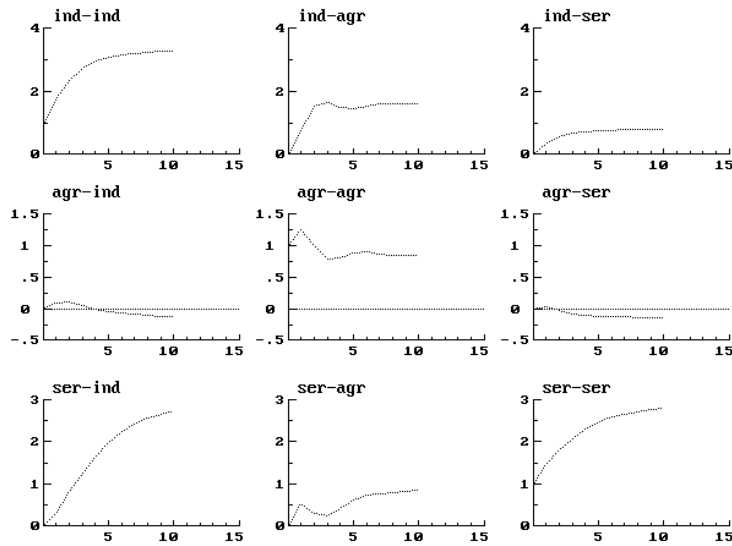 ind-ind ind-agr ind-ser
4 4 4
2 2 2
0 0 0
5 10 15 5 10 15 5 10 15
agr-ind agr-agr agr-ser
1.5 1.5 1.5
1 1 1
.5 .5 .5
0 0 0
-.5 -.5 -.5
5 10 15 5 10 15 5 10 15
ser-ind ser-agr ser-ser
3 3 3
2 2 2
1 1 1
0 0 0
5 10 15 5 10 15 5 10 15